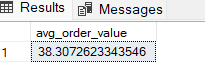 Results Messages
avg_order_value
1 38.3072623343546